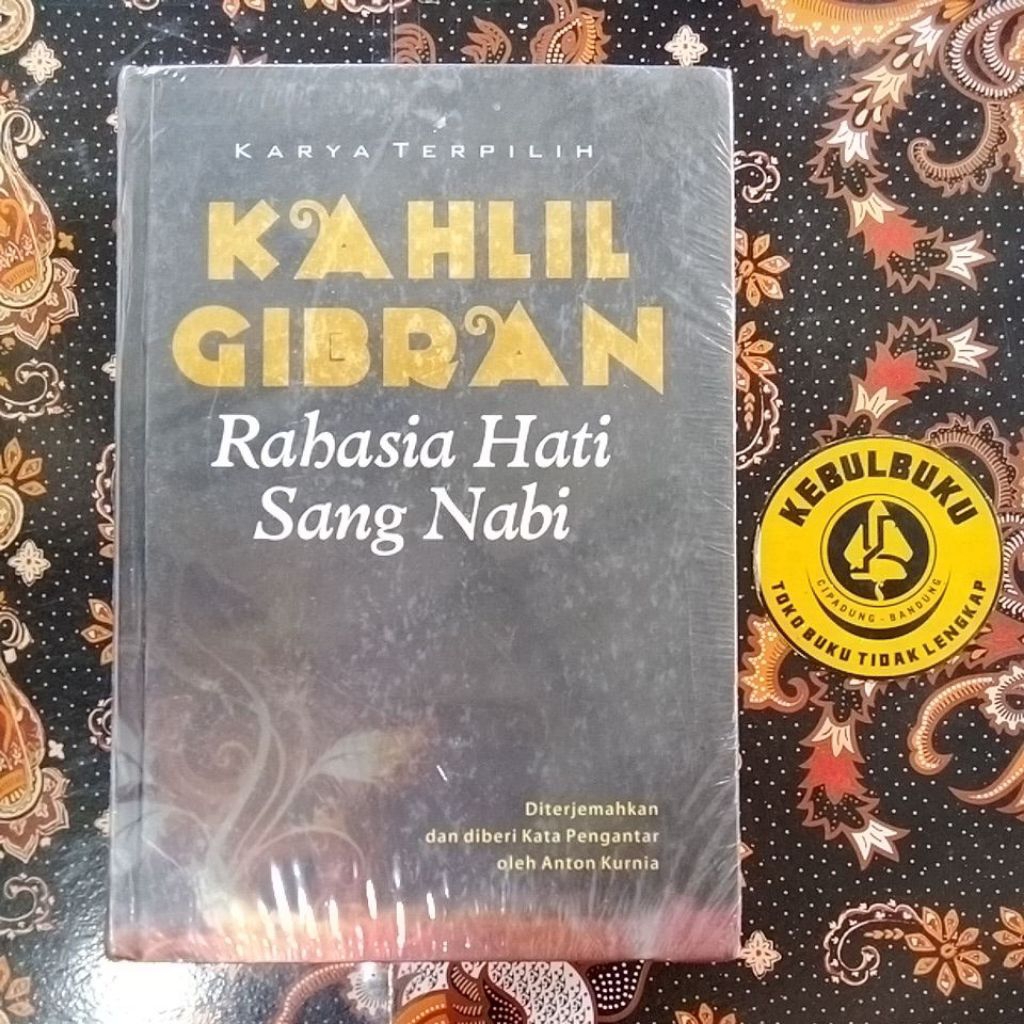 KARYA TERPILIH
KAHLIL
GIBRAN
Rahasia Hati
Sang Nabi
Diterjemahkan
dan diberi Kata Pengantar
oleh Anton Kurnia
KEBULBUKU
CIPADUNG - BANDUNG
TOKO BUKU TIDAK LENGKAP